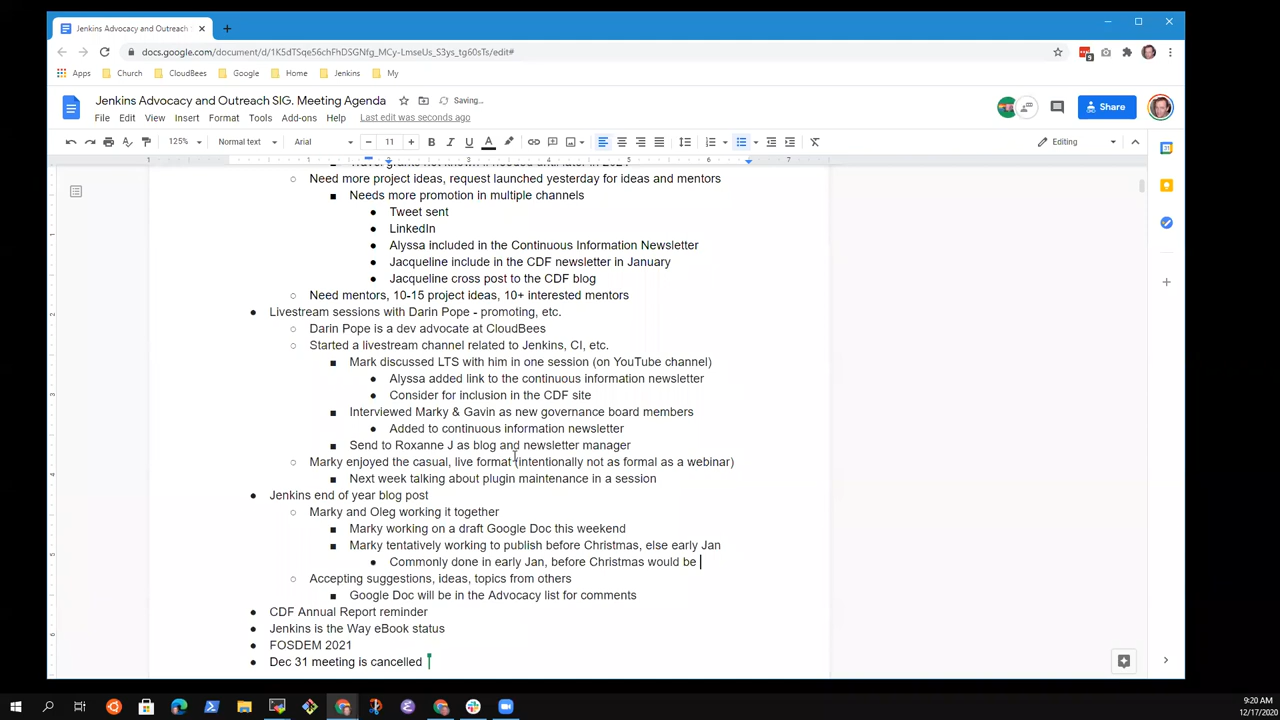 Jenkins Advocacy and Outreach
docs.google.com/document/d/1K5dTSqe56chFhDSGNfg_MCy-LmseUs_S3ys_tg60sTs/edit#
Apps Church CloudBees Google Home Jenkins My
Jenkins Advocacy and Outreach SIG. Meeting Agenda Saving...
File Edit View Insert Format Tools Add-ons Help Last edit was seconds ago
Share
125% Normal text Arial 11 Editing
Need more project ideas, request launched yesterday for ideas and mentors
Needs more promotion in multiple channels
Tweet sent
LinkedIn
Alyssa included in the Continuous Information Newsletter
Jacqueline include in the CDF newsletter in January
Jacqueline cross post to the CDF blog
Need mentors, 10-15 project ideas, 10+ interested mentors
Livestream sessions with Darin Pope - promoting, etc.
Darin Pope is a dev advocate at CloudBees
Started a livestream channel related to Jenkins, CI, etc.
Mark discussed LTS with him in one session (on YouTube channel)
Alyssa added link to the continuous information newsletter
Consider for inclusion in the CDF site
Interviewed Marky & Gavin as new governance board members
Added to continuous information newsletter
Send to Roxanne J as blog and newsletter manager
Marky enjoyed the casual, live format (intentionally not as formal as a webinar)
Next week talking about plugin maintenance in a session
Jenkins end of year blog post
Marky and Oleg working it together
Marky working on a draft Google Doc this weekend
Marky tentatively working to publish before Christmas, else early Jan
Commonly done in early Jan, before Christmas would be
Accepting suggestions, ideas, topics from others
Google Doc will be in the Advocacy list for comments
CDF Annual Report reminder
Jenkins is the Way eBook status
FOSDEM 2021
Dec 31 meeting is cancelled
9:20 AM
12/17/2020